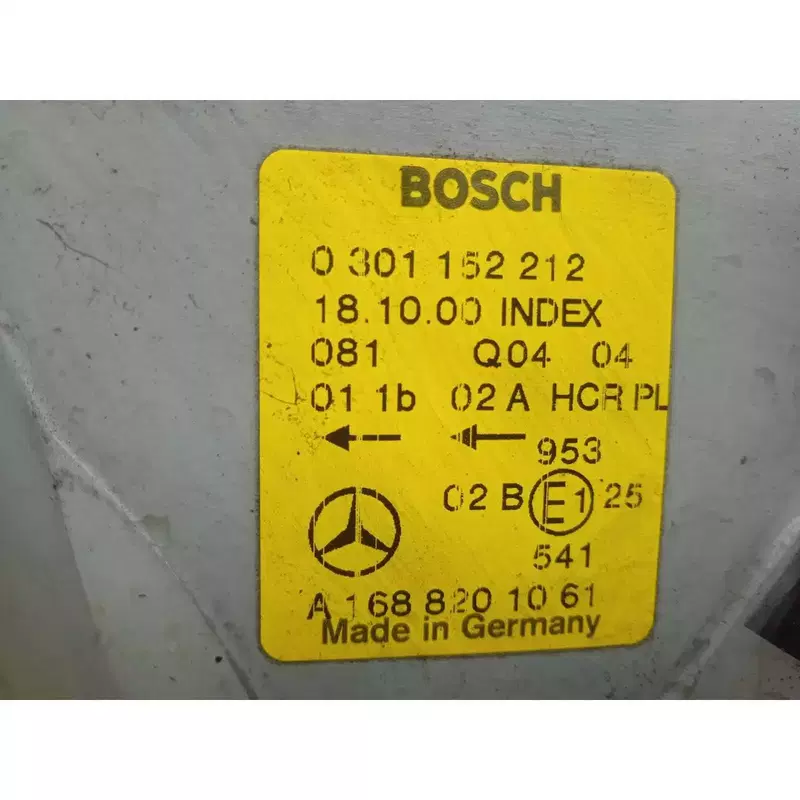 BOSCH
0 301 152 212
18.10.00 INDEX
081 Q04 04
01 1b 02 A HCR PL
953
02 B E1 25
541
A 168 820 10 61
Made in Germany